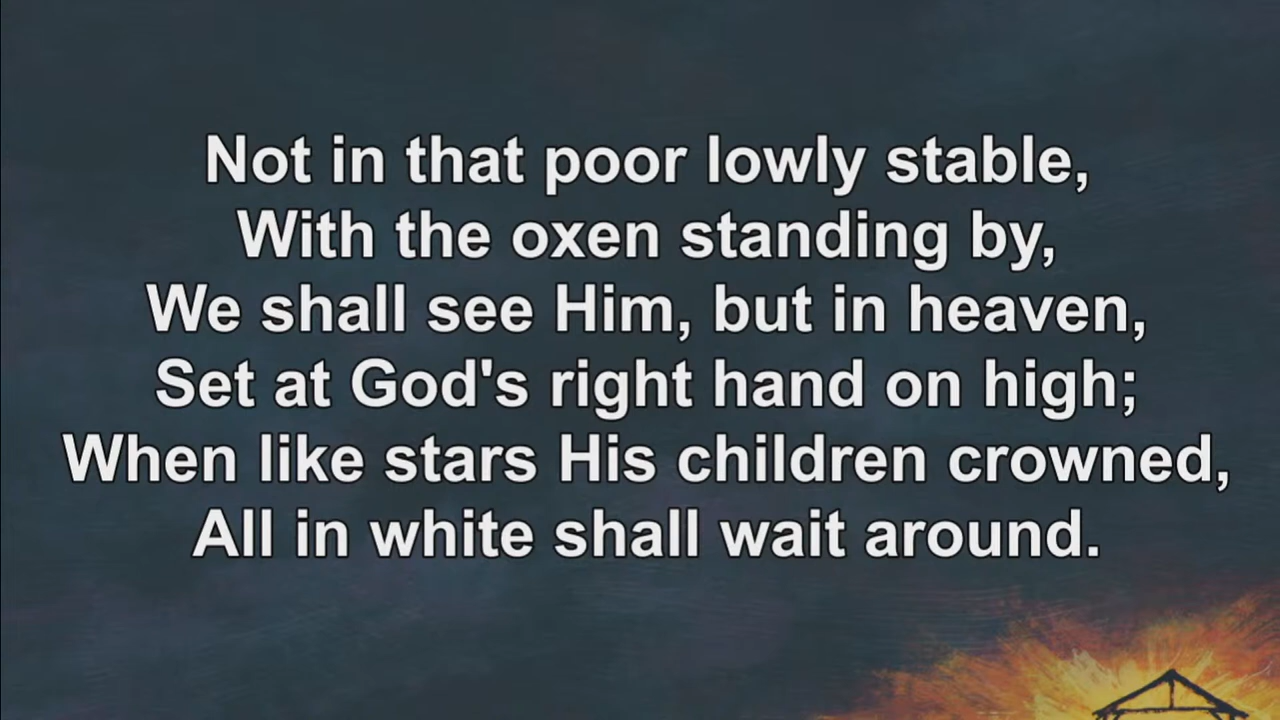 Not in that poor lowly stable,
With the oxen standing by,
We shall see Him, but in heaven,
Set at God's right hand on high;
When like stars His children crowned,
All in white shall wait around.